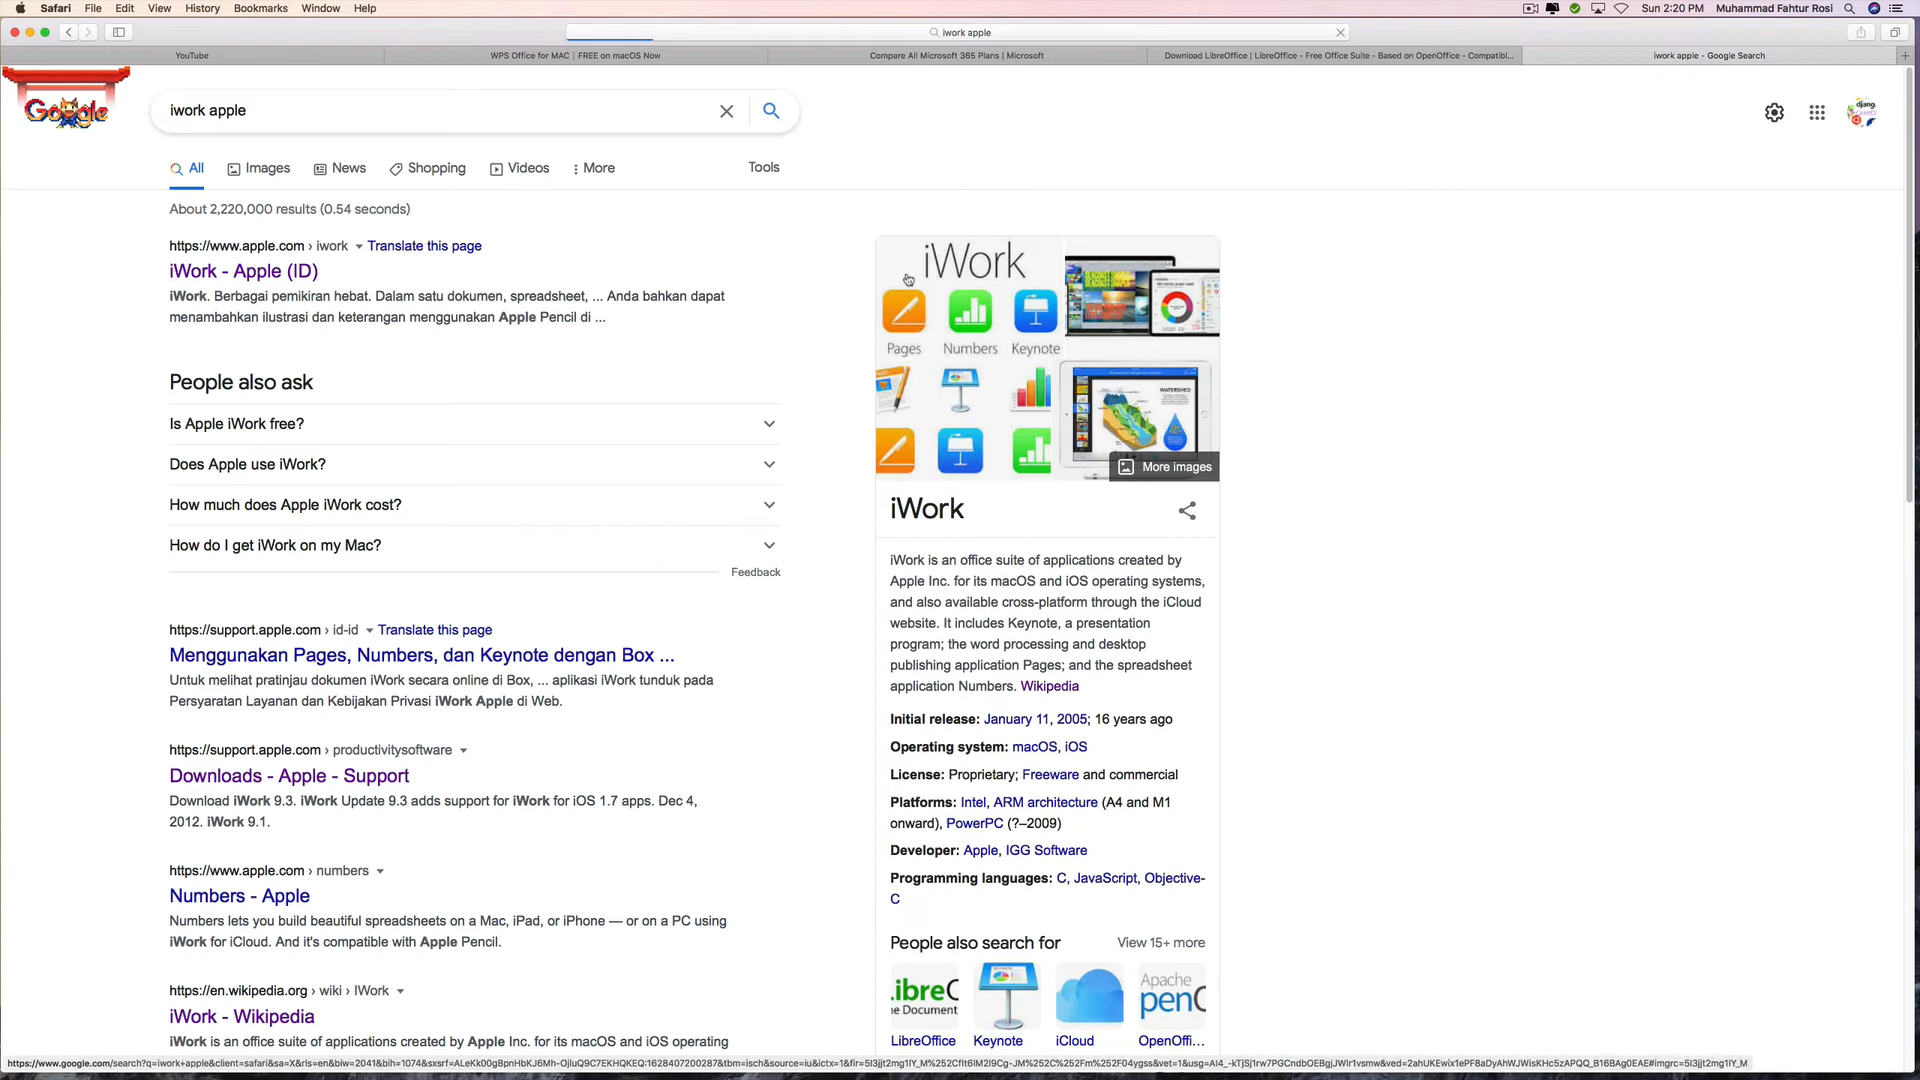 Safari File Edit View History Bookmarks Window Help
Sun 2:20 PM Muhammad Fahtur Rosi
iwork apple
YouTube
WPS Office for MAC | FREE on macOS Now
Compare All Microsoft 365 Plans | Microsoft
Download LibreOffice | LibreOffice - Free Office Suite - Based on OpenOffice - Compatibl...
iwork apple - Google Search
Google
iwork apple
All Images News Shopping Videos More Tools
About 2,220,000 results (0.54 seconds)
https://www.apple.com › iwork Translate this page
iWork - Apple (ID)
iWork. Berbagai pemikiran hebat. Dalam satu dokumen, spreadsheet, ... Anda bahkan dapat
menambahkan ilustrasi dan keterangan menggunakan Apple Pencil di ...
People also ask
Is Apple iWork free?
Does Apple use iWork?
How much does Apple iWork cost?
How do I get iWork on my Mac?
Feedback
https://support.apple.com › id-id Translate this page
Menggunakan Pages, Numbers, dan Keynote dengan Box ...
Untuk melihat pratinjau dokumen iWork secara online di Box, ... aplikasi iWork tunduk pada
Persyaratan Layanan dan Kebijakan Privasi iWork Apple di Web.
https://support.apple.com › productivitysoftware
Downloads - Apple - Support
Download iWork 9.3. iWork Update 9.3 adds support for iWork for iOS 1.7 apps. Dec 4,
2012. iWork 9.1.
https://www.apple.com › numbers
Numbers - Apple
Numbers lets you build beautiful spreadsheets on a Mac, iPad, or iPhone — or on a PC using
iWork for iCloud. And it's compatible with Apple Pencil.
https://en.wikipedia.org › wiki › IWork
iWork - Wikipedia
iWork is an office suite of applications created by Apple Inc. for its macOS and iOS operating
iWork
Pages Numbers Keynote
WATERSHED
More images
iWork
iWork is an office suite of applications created by
Apple Inc. for its macOS and iOS operating systems,
and also available cross-platform through the iCloud
website. It includes Keynote, a presentation
program; the word processing and desktop
publishing application Pages; and the spreadsheet
application Numbers. Wikipedia
Initial release: January 11, 2005; 16 years ago
Operating system: macOS, iOS
License: Proprietary; Freeware and commercial
Platforms: Intel, ARM architecture (A4 and M1
onward), PowerPC (?–2009)
Developer: Apple, IGG Software
Programming languages: C, JavaScript, Objective-
C
People also search for View 15+ more
LibreOffice Keynote iCloud OpenOffi...